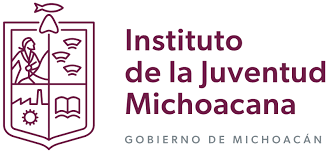 Instituto
de la Juventud
Michoacana
GOBIERNO DE MICHOACÁN